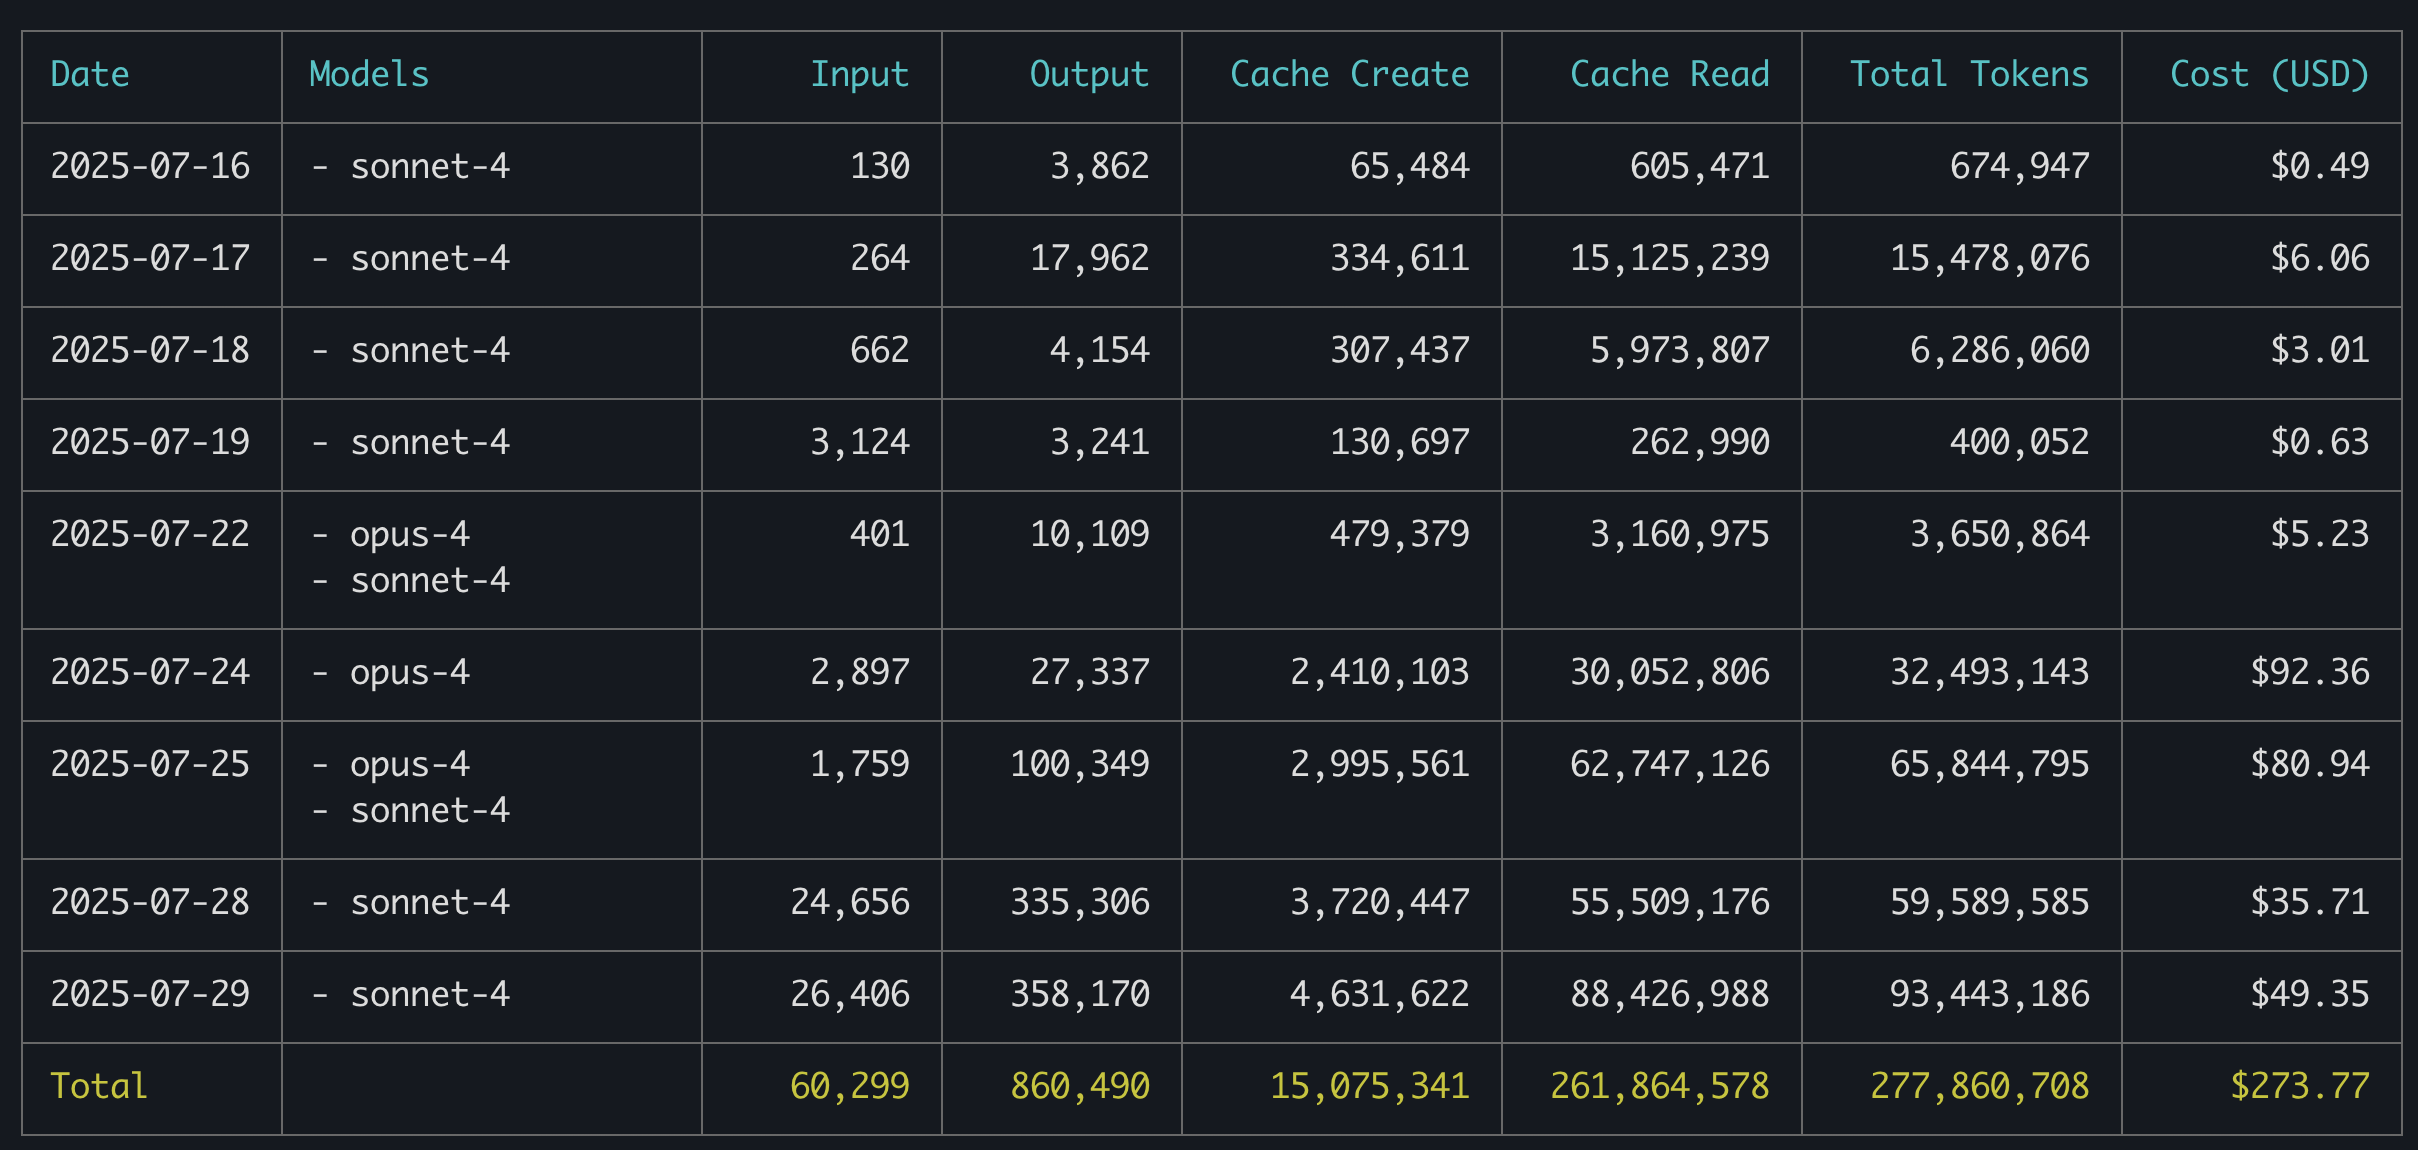 Date Models Input Output Cache Create Cache Read Total Tokens Cost (USD)
2025-07-16 - sonnet-4 130 3,862 65,484 605,471 674,947 $0.49
2025-07-17 - sonnet-4 264 17,962 334,611 15,125,239 15,478,076 $6.06
2025-07-18 - sonnet-4 662 4,154 307,437 5,973,807 6,286,060 $3.01
2025-07-19 - sonnet-4 3,124 3,241 130,697 262,990 400,052 $0.63
2025-07-22 - opus-4 401 10,109 479,379 3,160,975 3,650,864 $5.23
- sonnet-4
2025-07-24 - opus-4 2,897 27,337 2,410,103 30,052,806 32,493,143 $92.36
2025-07-25 - opus-4 1,759 100,349 2,995,561 62,747,126 65,844,795 $80.94
- sonnet-4
2025-07-28 - sonnet-4 24,656 335,306 3,720,447 55,509,176 59,589,585 $35.71
2025-07-29 - sonnet-4 26,406 358,170 4,631,622 88,426,988 93,443,186 $49.35
Total 60,299 860,490 15,075,341 261,864,578 277,860,708 $273.77